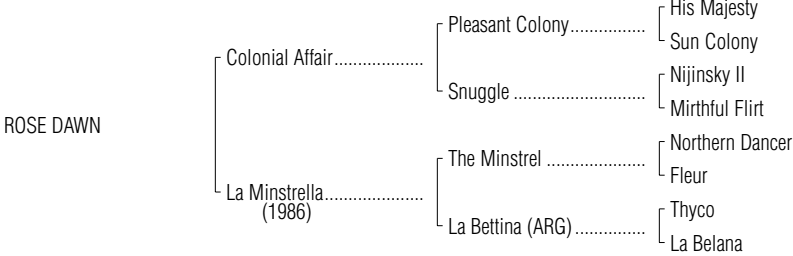 His Majesty
Pleasant Colony................
Sun Colony
Colonial Affair.....................
Nijinsky II
Snuggle ............................
Mirthful Flirt
ROSE DAWN
Northern Dancer
The Minstrel .....................
Fleur
La Minstrella.......................
(1986)
Thyco
La Bettina (ARG) ...............
La Belana